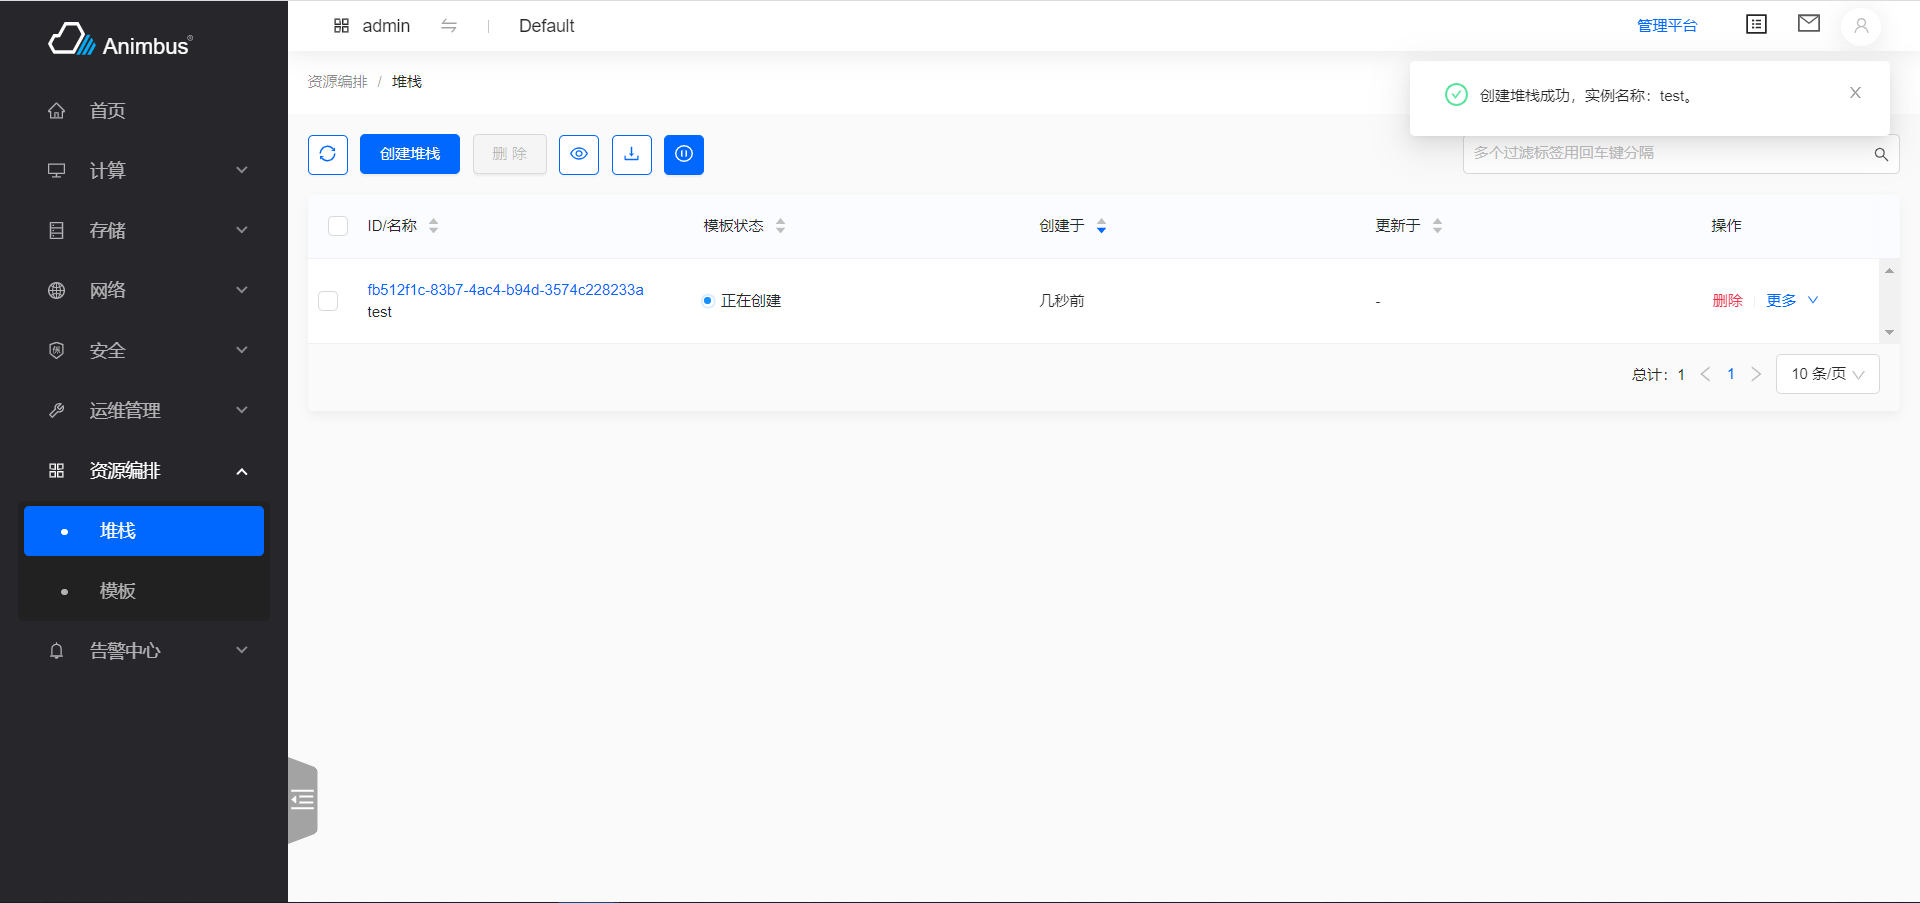 Animbus®
首页
计算
存储
网络
安全
运维管理
资源编排
堆栈
模板
告警中心
admin
Default
管理平台
资源编排 / 堆栈
创建堆栈成功，实例名称：test。
创建堆栈
删 除
多个过滤标签用回车键分隔
ID/名称
模板状态
创建于
更新于
操作
fb512f1c-83b7-4ac4-b94d-3574c228233a
test
正在创建
几秒前
-
删除
更多
总计：1
1
10 条/页